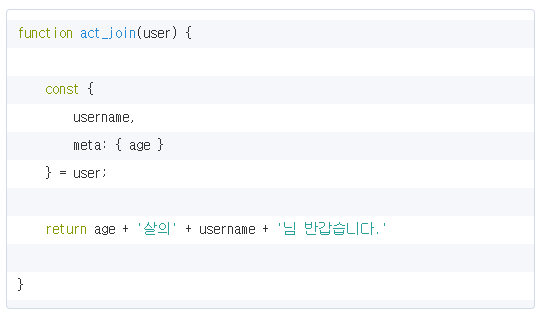 function act_join(user) {
const {
username,
meta: { age }
} = user;
return age + '살의' + username + '님 반갑습니다.'
}